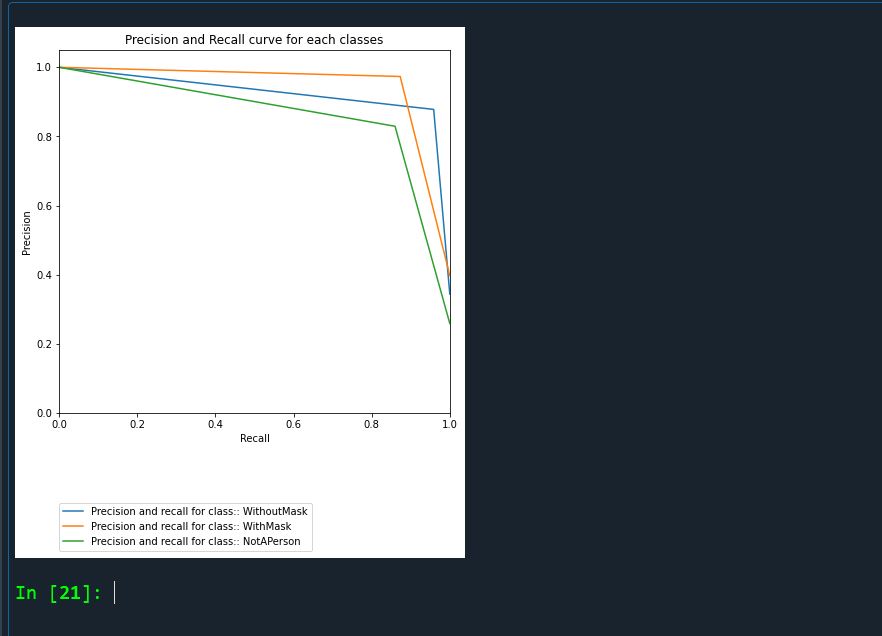 Precision and Recall curve for each classes
1.0
0.8
0.6
0.4
0.2
0.0
Precision
0.0 0.2 0.4 0.6 0.8 1.0
Recall
Precision and recall for class:: WithoutMask
Precision and recall for class:: WithMask
Precision and recall for class:: NotAPerson
In [21]: